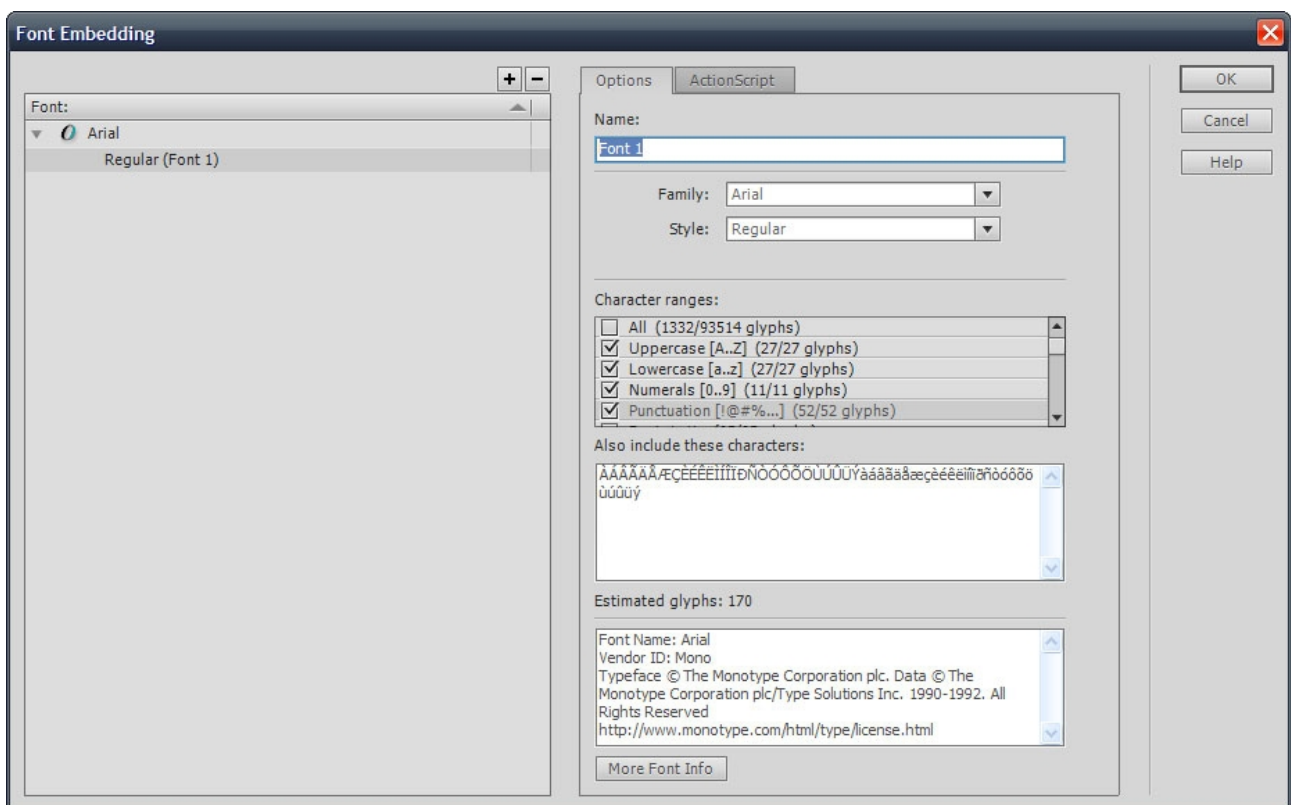 Font Embedding
+ -
Options ActionScript
OK
Font:
Name:
Cancel
O Arial
Font 1
Regular (Font 1)
Help
Family: Arial
Style: Regular
Character ranges:
All (1332/93514 glyphs)
Uppercase [A..Z] (27/27 glyphs)
Lowercase [a..z] (27/27 glyphs)
Numerals [0..9] (11/11 glyphs)
Punctuation [!@#%...] (52/52 glyphs)
Also include these characters:
ÀÁÂÃÄÅÆÇÈÉÊËÌÍÎÏÐÑÒÓÔÕÖÙÚÛÜÝàáâãäåæçèéêëìíîïðñòóôõö
ùúûüý
Estimated glyphs: 170
Font Name: Arial
Vendor ID: Mono
Typeface © The Monotype Corporation plc. Data © The
Monotype Corporation plc/Type Solutions Inc. 1990-1992. All
Rights Reserved
http://www.monotype.com/html/type/license.html
More Font Info